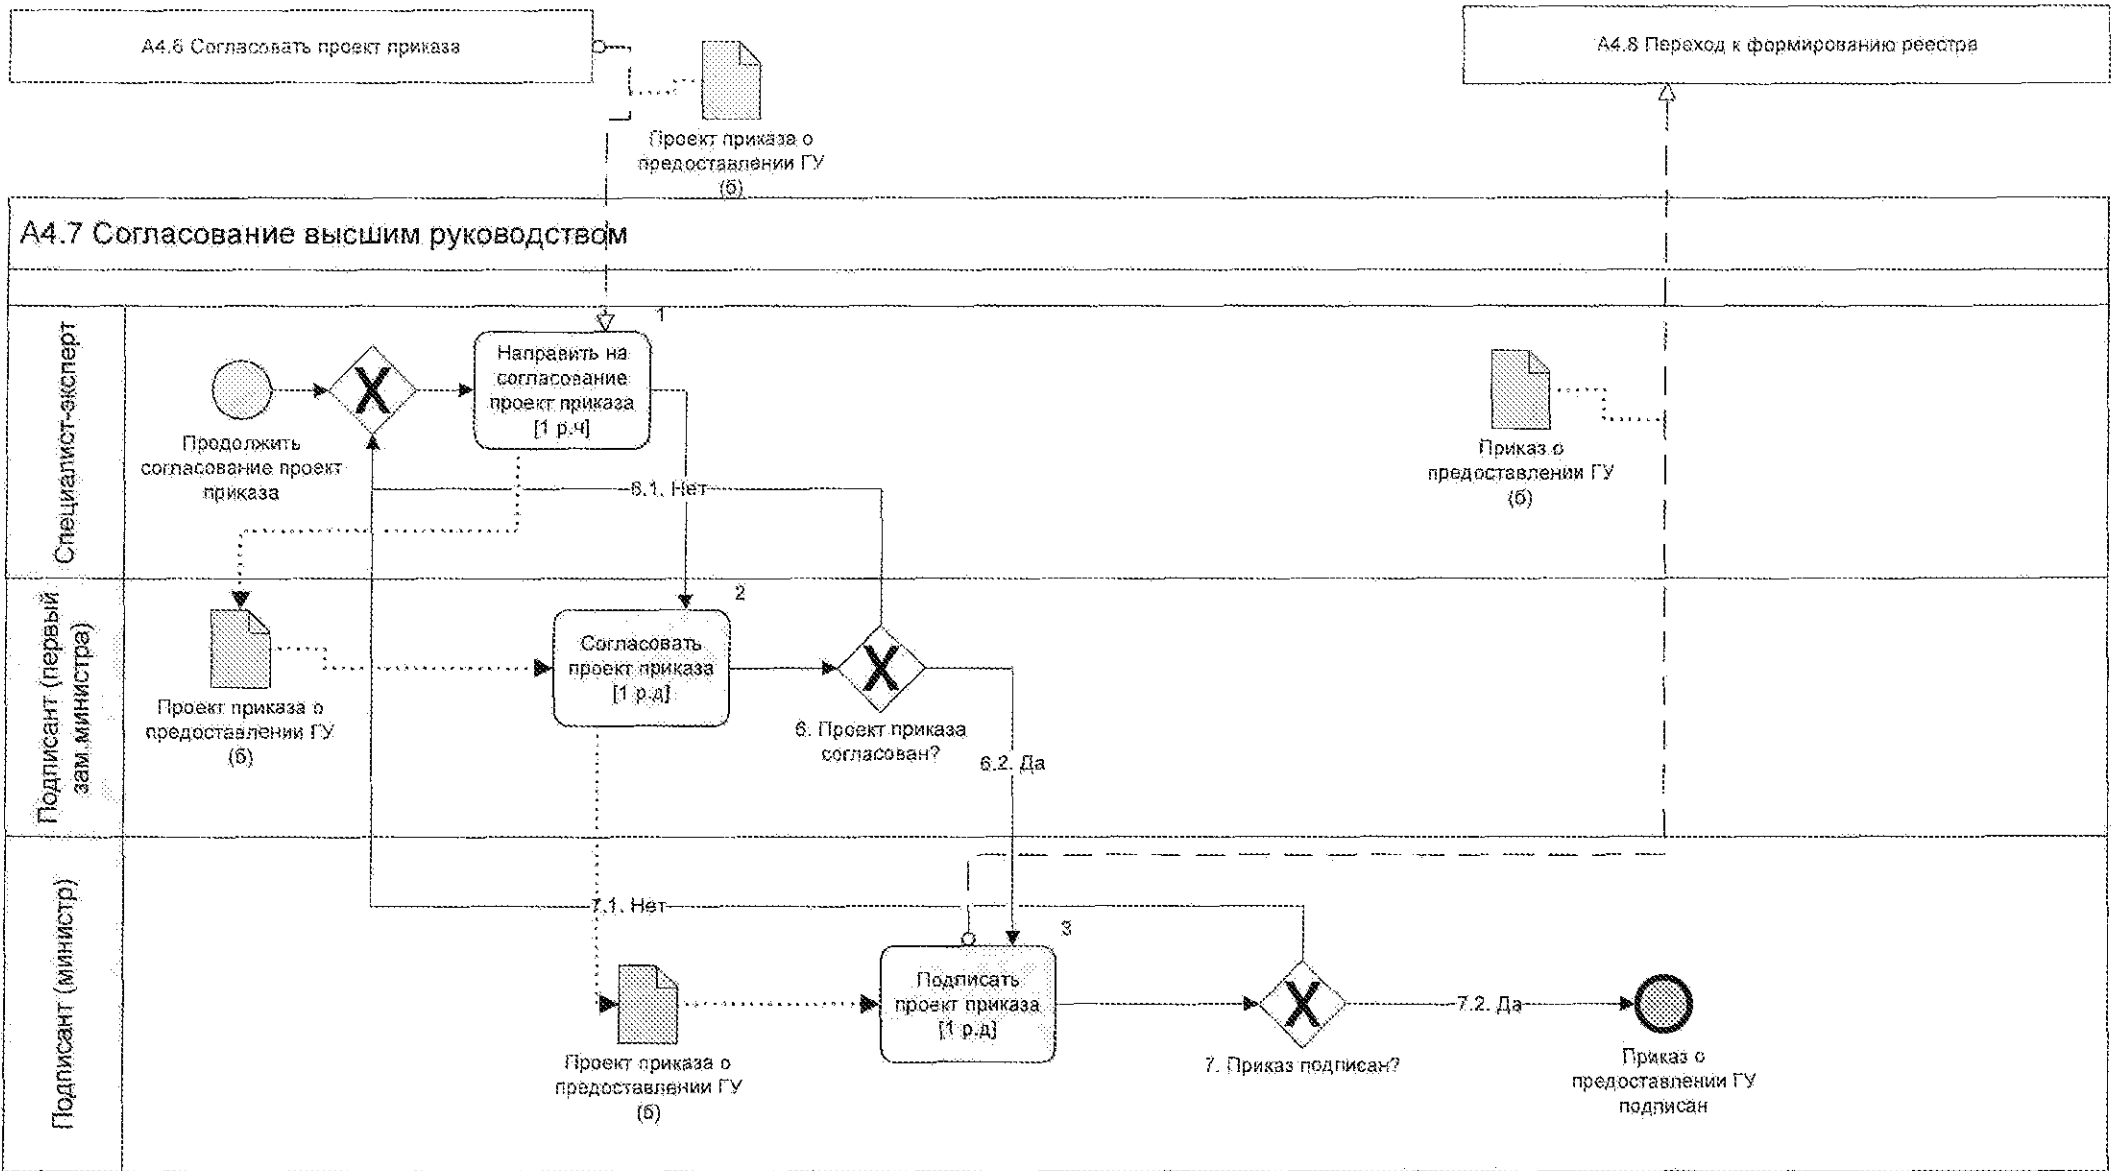 А4.6 Согласовать проект приказа
А4.8 Переход к формированию реестра
Проект приказа о
предоставлении ГУ
(б)
А4.7 Согласование высшим руководством
Специалист-эксперт
1
Направить на
согласование
проект приказа
[1 р.ч]
Продолжить
согласование проект
приказа
6.1. Нет
Приказ о
предоставлении ГУ
(б)
Подписант (первый
зам.министра)
2
Согласовать
проект приказа
[1 р.д]
Проект приказа о
предоставлении ГУ
(б)
6. Проект приказа
согласован?
6.2. Да
Подписант (министр)
7.1. Нет
3
Подписать
проект приказа
[1 р.д]
Проект приказа о
предоставлении ГУ
(б)
7. Приказ подписан?
7.2. Да
Приказ о
предоставлении ГУ
подписан